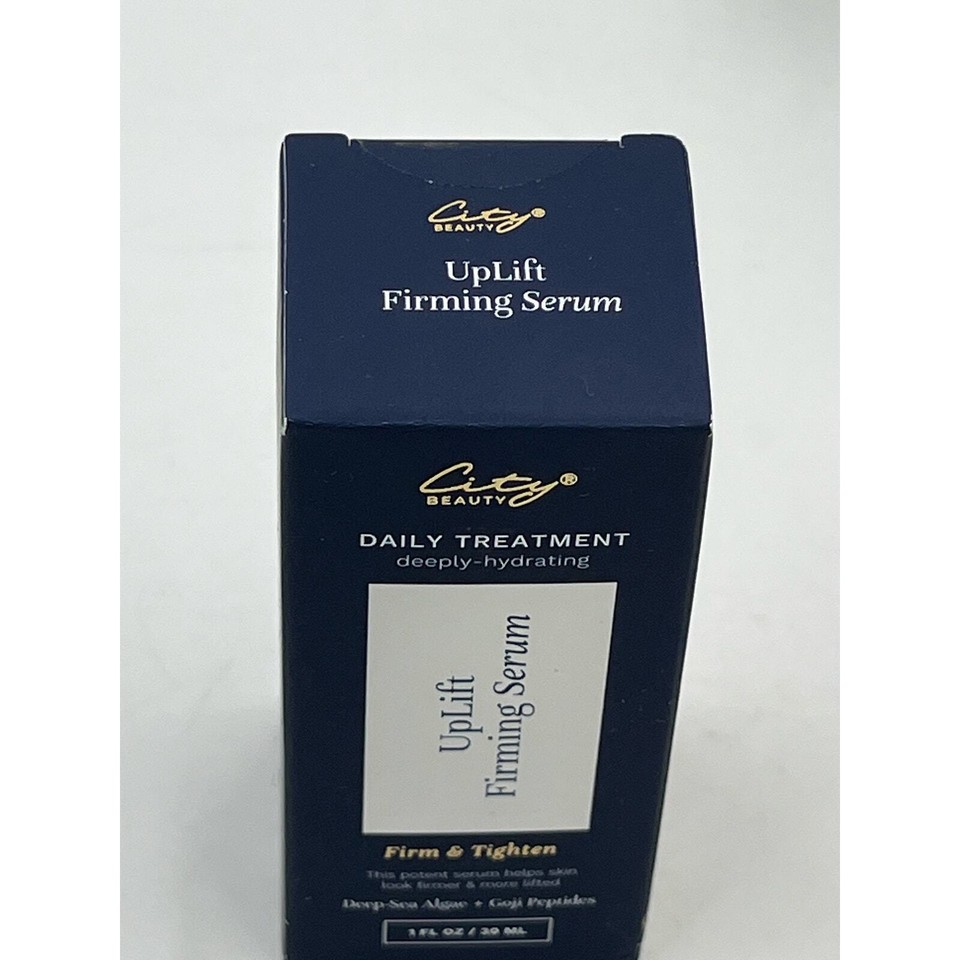 City®
BEAUTY
UpLift
Firming Serum
City®
BEAUTY
DAILY TREATMENT
deeply-hydrating
UpLift
Firming Serum
Firm & Tighten
This potent serum helps skin
look firmer & more lifted
Deep-Sea Algae + Goji Peptides
1 FL OZ / 30 ML